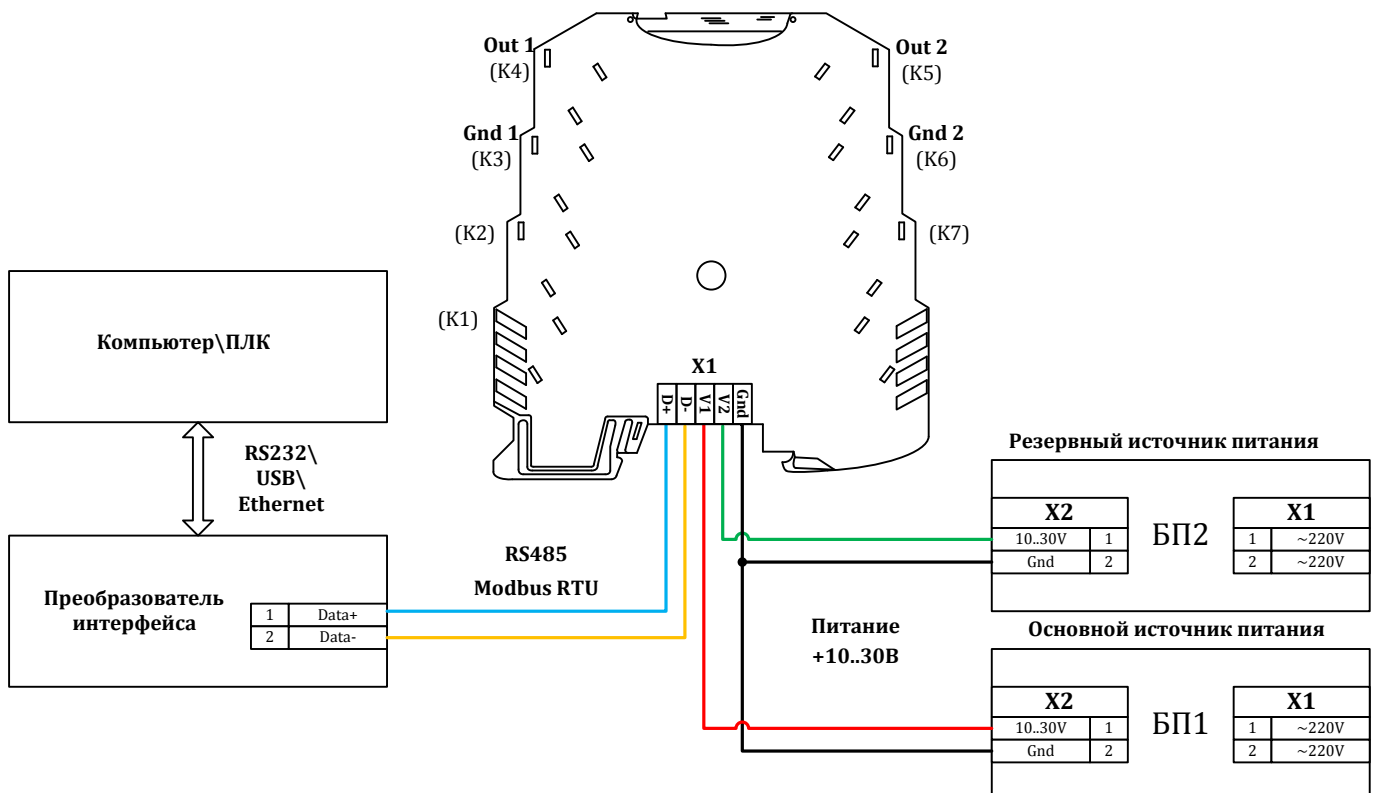 Out 1
(K4)
Out 2
(K5)
Gnd 1
(K3)
Gnd 2
(K6)
(K2)
(K7)
(K1)
X1
D+
D-
V1
V2
Gnd
Компьютер\ПЛК
RS232\
USB\
Ethernet
Преобразователь
интерфейса
1 Data+
2 Data-
RS485
Modbus RTU
Питание
+10..30В
Резервный источник питания
X2
10..30V 1
Gnd 2
БП2
X1
1 ~220V
2 ~220V
Основной источник питания
X2
10..30V 1
Gnd 2
БП1
X1
1 ~220V
2 ~220V